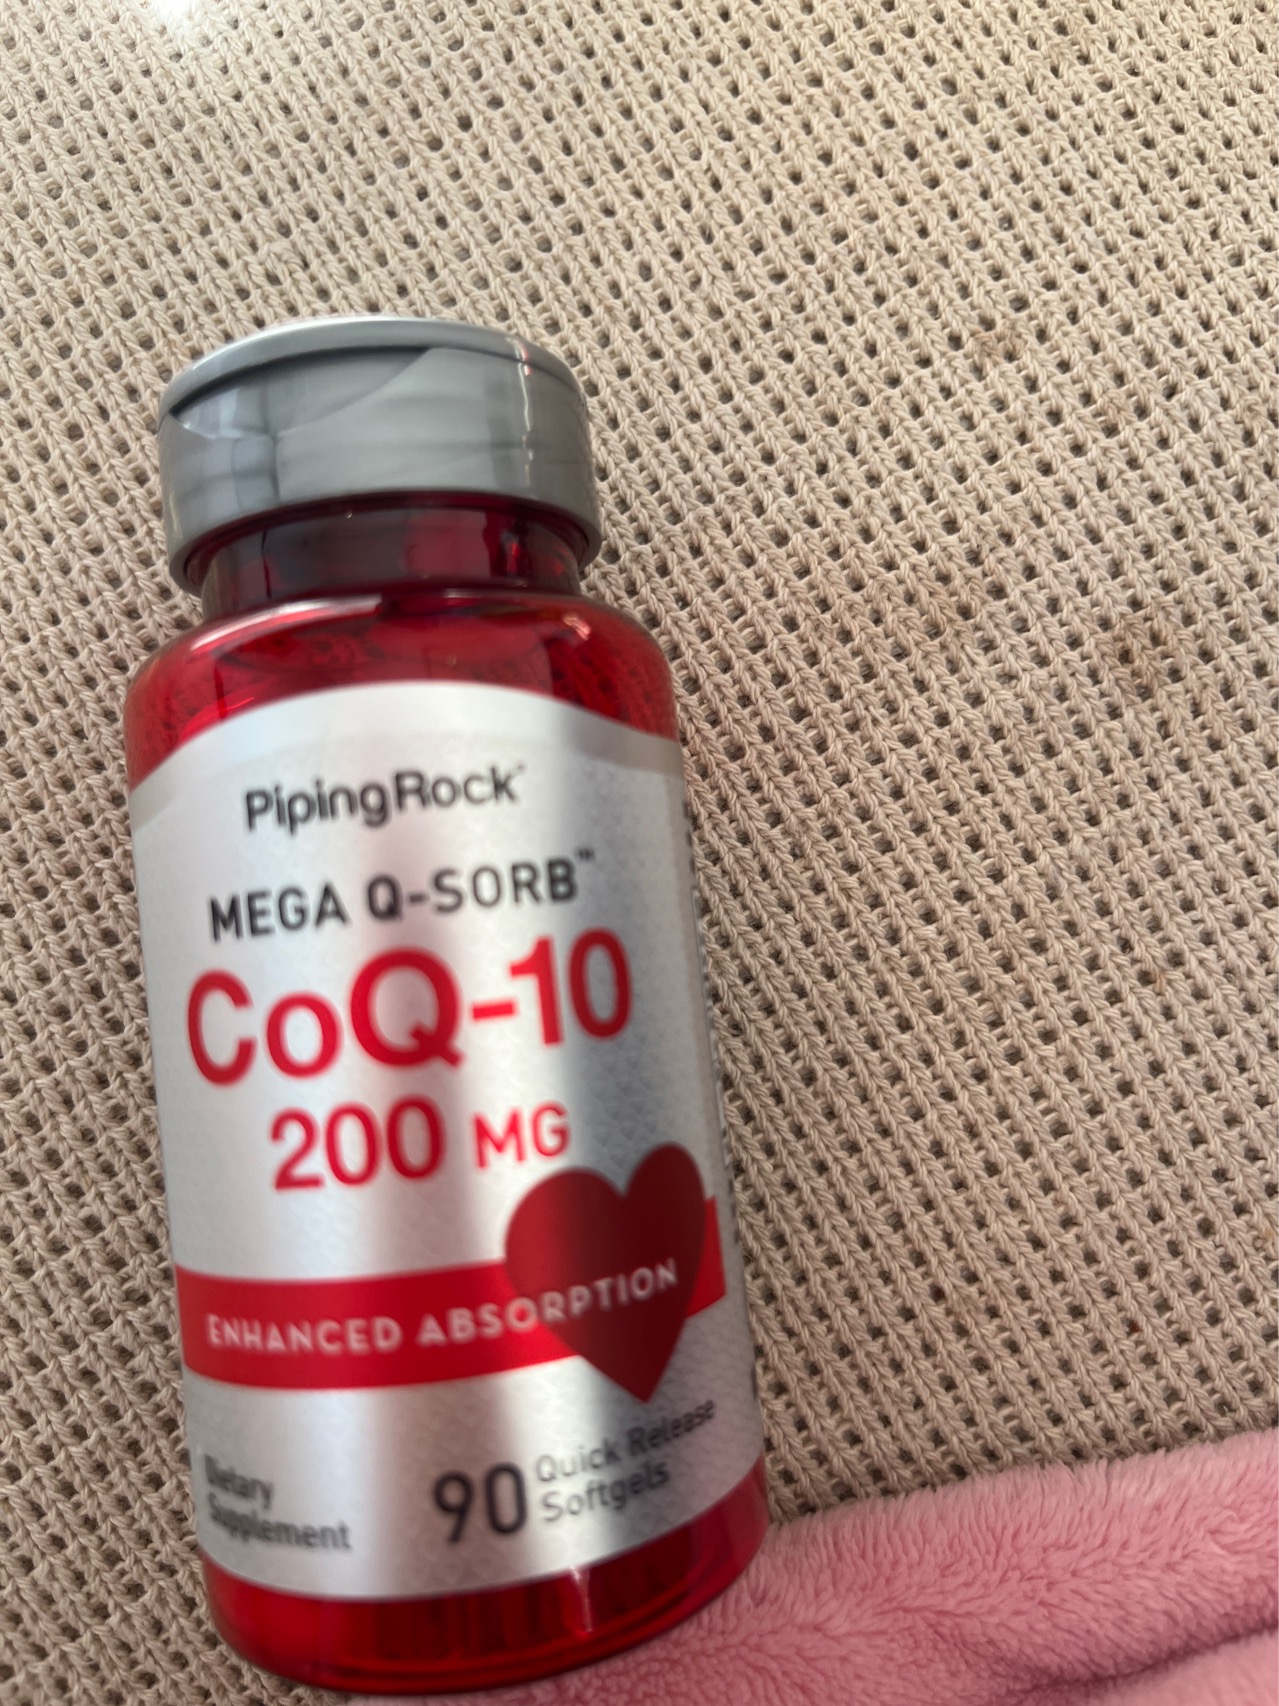 PipingRock®
MEGA Q-SORB™
CoQ-10
200 MG
ENHANCED ABSORPTION
Dietary
Supplement
90 Quick Release
Softgels